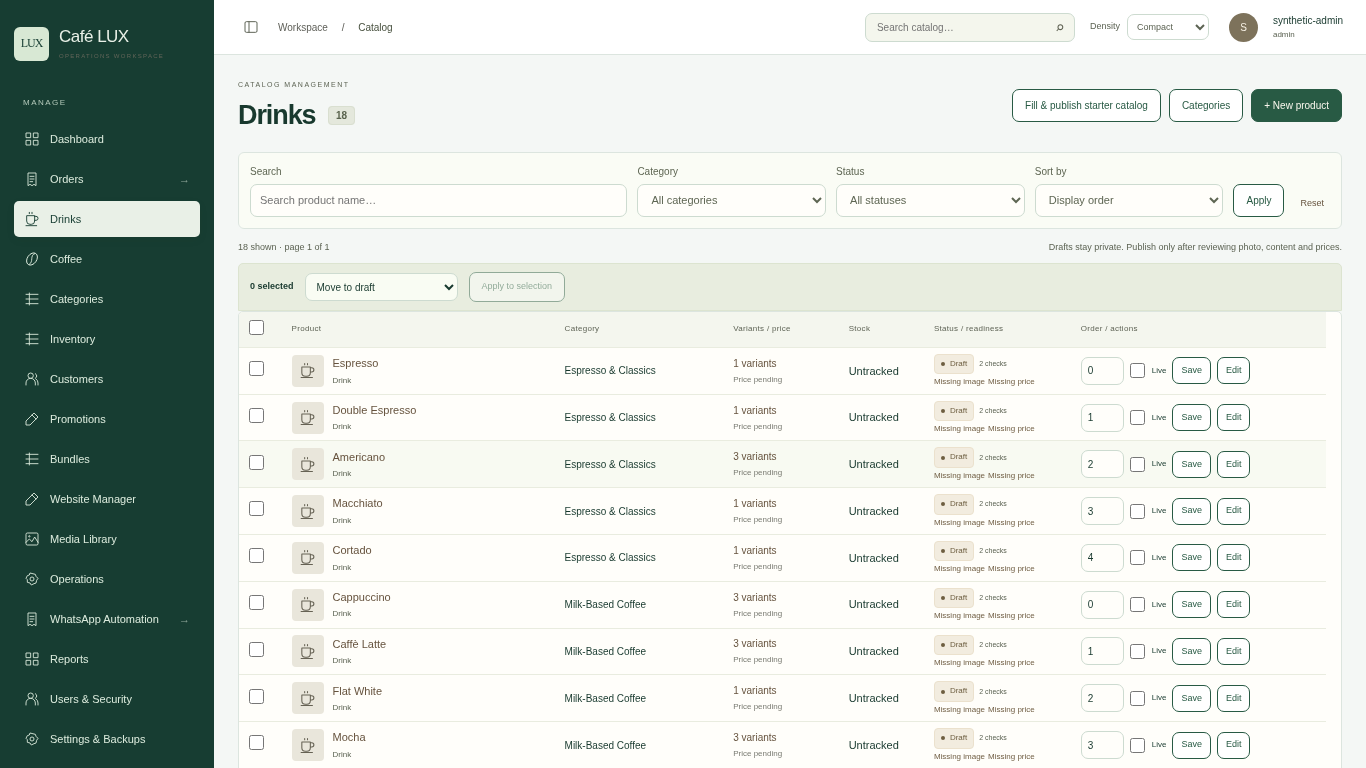 LUX
Café LUX
OPERATIONS WORKSPACE
MANAGE
Dashboard
Orders →
Drinks
Coffee
Categories
Inventory
Customers
Promotions
Bundles
Website Manager
Media Library
Operations
WhatsApp Automation →
Reports
Users & Security
Settings & Backups
Workspace / Catalog
Search catalog…
Density
Compact
S
synthetic-admin
admin
CATALOG MANAGEMENT
Drinks 18
Fill & publish starter catalog
Categories
+ New product
Search
Category
Status
Sort by
Search product name…
All categories
All statuses
Display order
Apply
Reset
18 shown · page 1 of 1
Drafts stay private. Publish only after reviewing photo, content and prices.
0 selected
Move to draft
Apply to selection
Product Category Variants / price Stock Status / readiness Order / actions
Espresso
Drink
Espresso & Classics
1 variants
Price pending
Untracked
Draft 2 checks
Missing image Missing price
0 Live Save Edit
Double Espresso
Drink
Espresso & Classics
1 variants
Price pending
Untracked
Draft 2 checks
Missing image Missing price
1 Live Save Edit
Americano
Drink
Espresso & Classics
3 variants
Price pending
Untracked
Draft 2 checks
Missing image Missing price
2 Live Save Edit
Macchiato
Drink
Espresso & Classics
1 variants
Price pending
Untracked
Draft 2 checks
Missing image Missing price
3 Live Save Edit
Cortado
Drink
Espresso & Classics
1 variants
Price pending
Untracked
Draft 2 checks
Missing image Missing price
4 Live Save Edit
Cappuccino
Drink
Milk-Based Coffee
3 variants
Price pending
Untracked
Draft 2 checks
Missing image Missing price
0 Live Save Edit
Caffè Latte
Drink
Milk-Based Coffee
3 variants
Price pending
Untracked
Draft 2 checks
Missing image Missing price
1 Live Save Edit
Flat White
Drink
Milk-Based Coffee
1 variants
Price pending
Untracked
Draft 2 checks
Missing image Missing price
2 Live Save Edit
Mocha
Drink
Milk-Based Coffee
3 variants
Price pending
Untracked
Draft 2 checks
Missing image Missing price
3 Live Save Edit